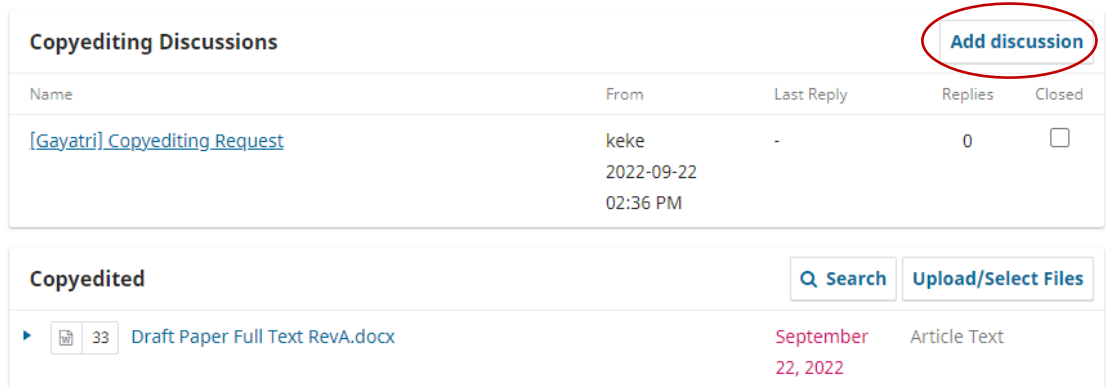 Copyediting Discussions Add discussion
Name From Last Reply Replies Closed
[Gayatri] Copyediting Request keke - 0
2022-09-22
02:36 PM
Copyedited Search Upload/Select Files
W 33 Draft Paper Full Text RevA.docx September Article Text
22, 2022